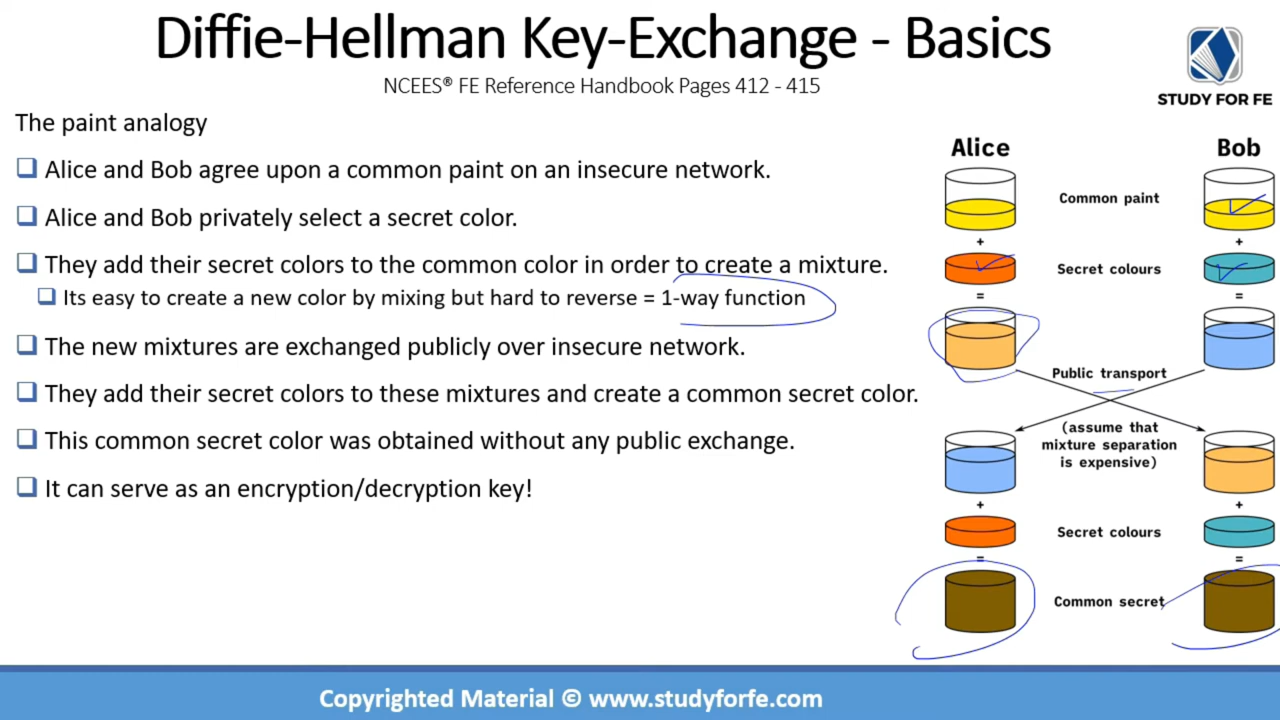 Diffie-Hellman Key-Exchange - Basics
NCEES® FE Reference Handbook Pages 412 - 415
STUDY FOR FE
The paint analogy
Alice and Bob agree upon a common paint on an insecure network.
Alice and Bob privately select a secret color.
They add their secret colors to the common color in order to create a mixture.
Its easy to create a new color by mixing but hard to reverse = 1-way function
The new mixtures are exchanged publicly over insecure network.
They add their secret colors to these mixtures and create a common secret color.
This common secret color was obtained without any public exchange.
It can serve as an encryption/decryption key!
Alice
Bob
Common paint
+
+
Secret colours
=
=
Public transport
(assume that
mixture separation
is expensive)
+
+
Secret colours
=
=
Common secret
Copyrighted Material © www.studyforfe.com